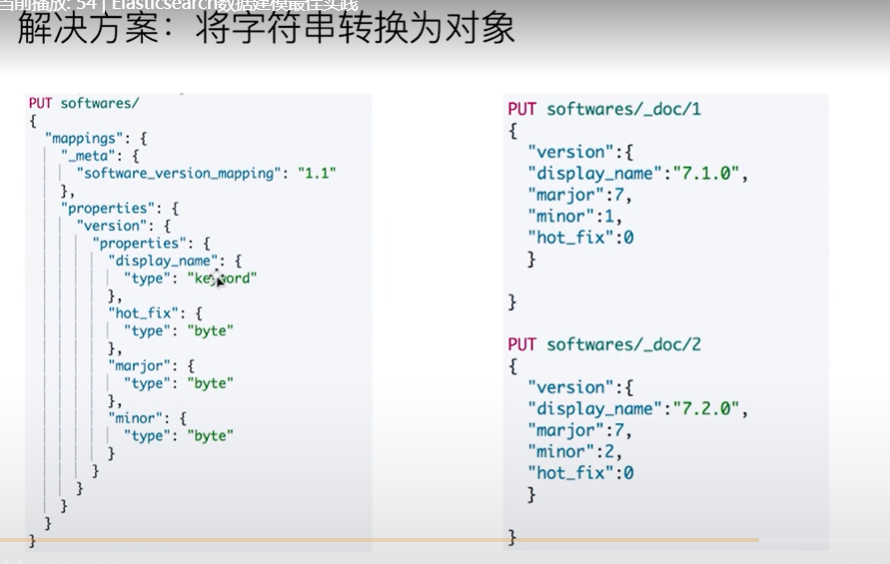 当前播放: 54 | Elasticsearch数据建模最佳实践
解决方案：将字符串转换为对象
PUT softwares/
{
"mappings": {
"_meta": {
"software_version_mapping": "1.1"
},
"properties": {
"version": {
"properties": {
"display_name": {
"type": "keyword"
},
"hot_fix": {
"type": "byte"
},
"marjor": {
"type": "byte"
},
"minor": {
"type": "byte"
}
}
}
}
}
}
PUT softwares/_doc/1
{
"version":{
"display_name":"7.1.0",
"marjor":7,
"minor":1,
"hot_fix":0
}
}
PUT softwares/_doc/2
{
"version":{
"display_name":"7.2.0",
"marjor":7,
"minor":2,
"hot_fix":0
}
}